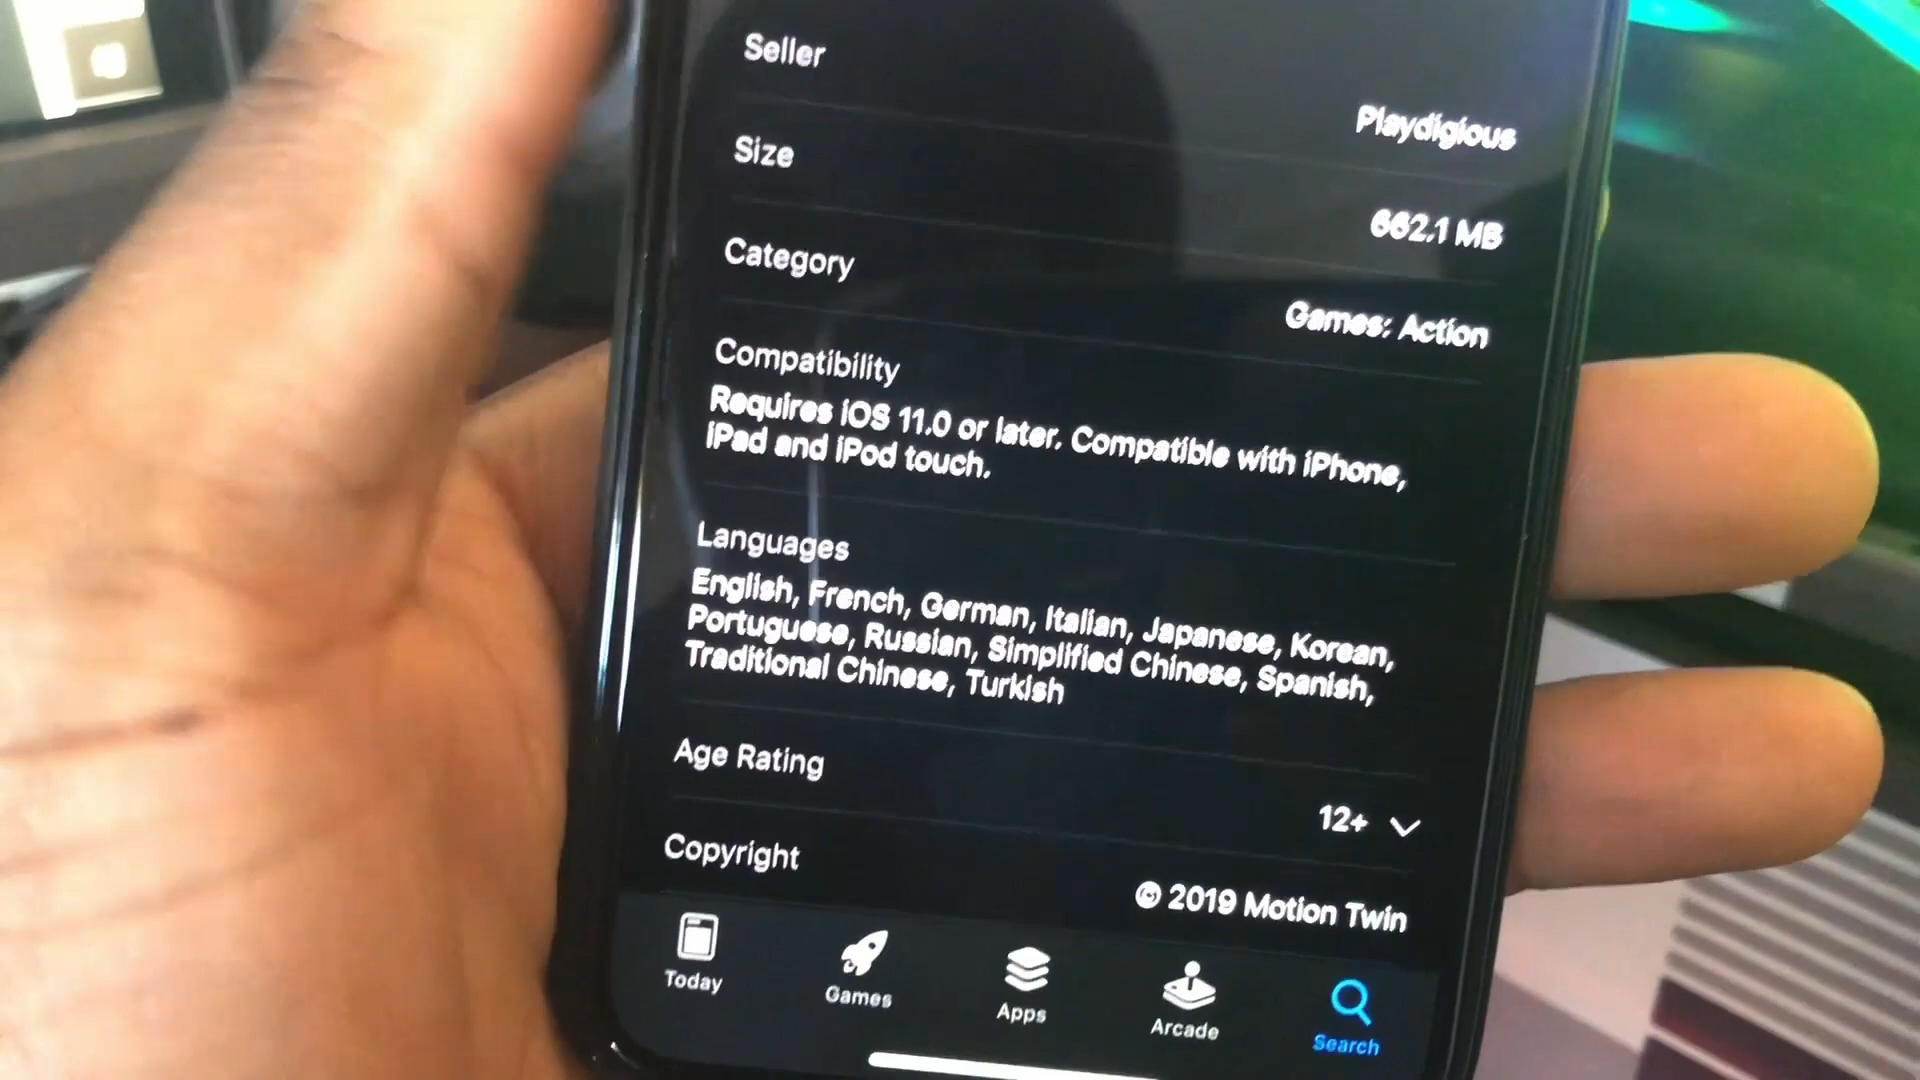 Seller
Playdigious
Size
662.1 MB
Category
Games: Action
Compatibility
Requires iOS 11.0 or later. Compatible with iPhone,
iPad and iPod touch.
Languages
English, French, German, Italian, Japanese, Korean,
Portuguese, Russian, Simplified Chinese, Spanish,
Traditional Chinese, Turkish
Age Rating
12+
Copyright
© 2019 Motion Twin
Today
Games
Apps
Arcade
Search